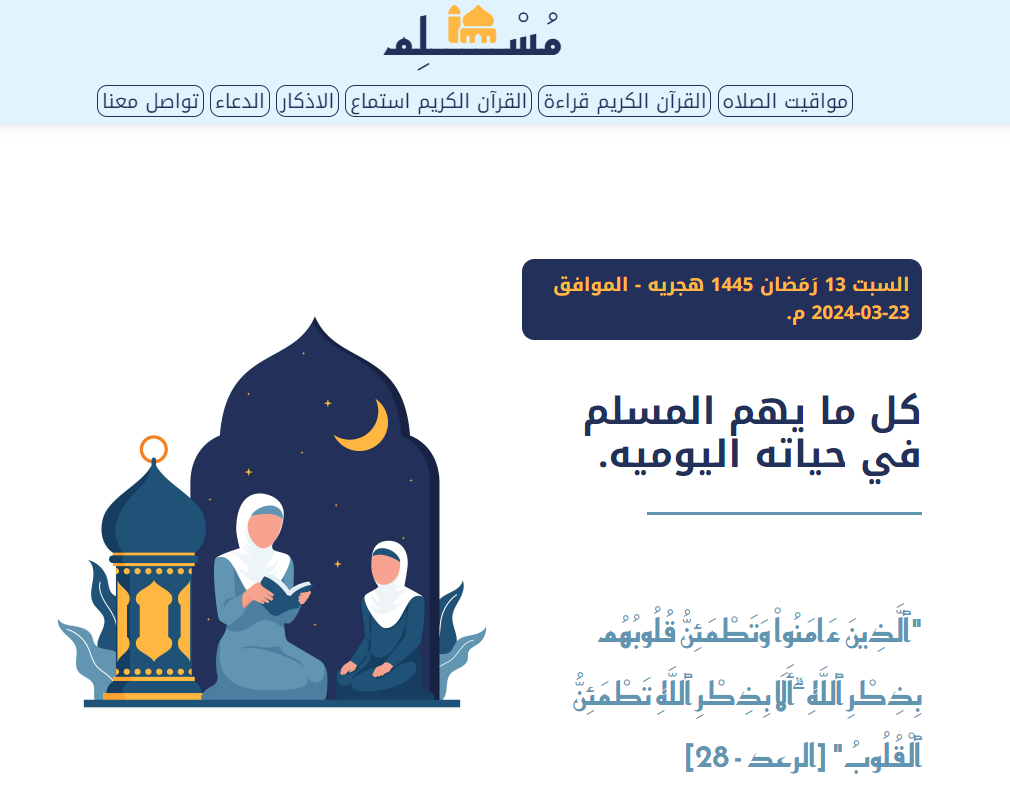 مُسْلِم
مواقيت الصلاه القرآن الكريم قراءة القرآن الكريم استماع الاذكار الدعاء تواصل معنا
السبت 13 رَمَضان 1445 هجريه - الموافق
23-03-2024 م.
كل ما يهم المسلم
في حياته اليوميه.
"ٱلَّذِينَ ءَامَنُوا۟ وَتَطْمَئِنُّ قُلُوبُهُم
بِذِكْرِ ٱللَّهِ ۗ أَلَا بِذِكْرِ ٱللَّهِ تَطْمَئِنُّ
ٱلْقُلُوبُ" [الرعد - 28]